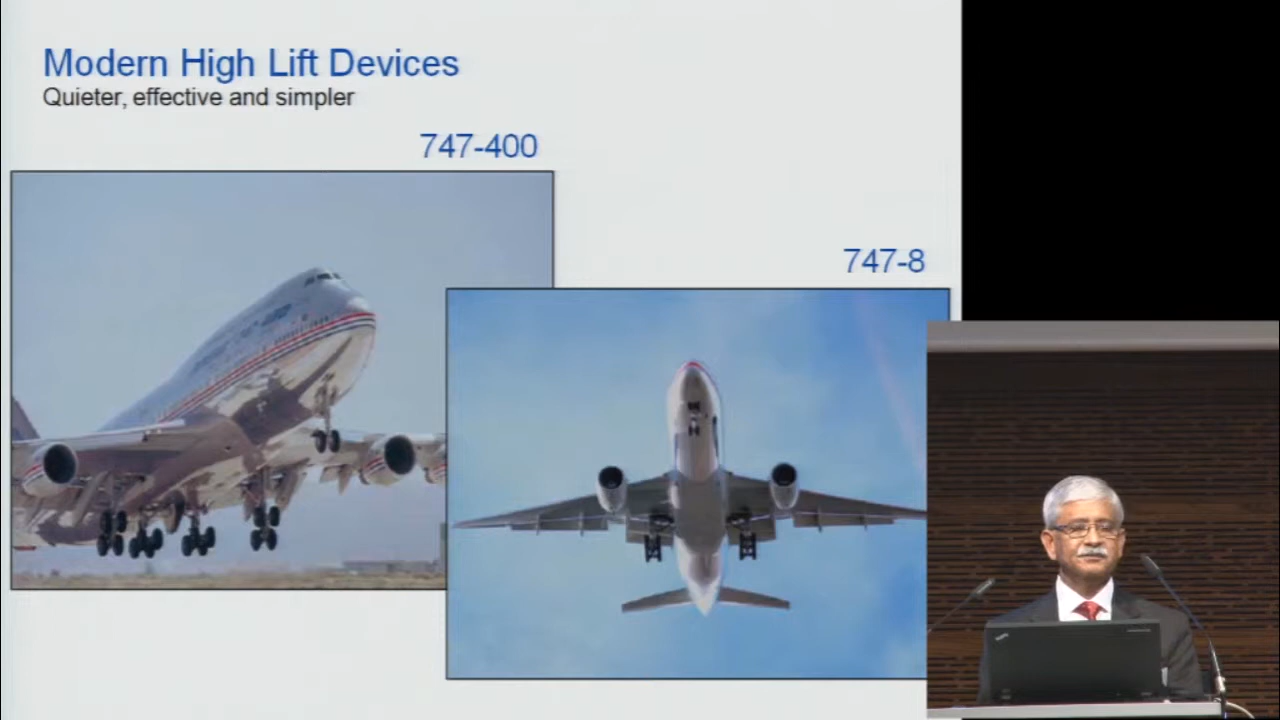 Modern High Lift Devices
Quieter, effective and simpler
747-400
747-8